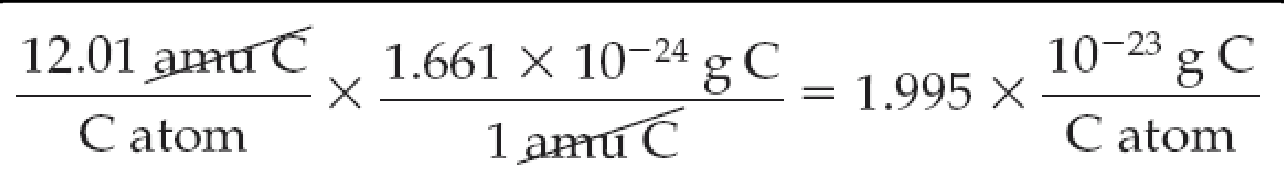 12.01 amu C / C atom × 1.661 × 10⁻²⁴ g C / 1 amu C = 1.995 × 10⁻²³ g C / C atom